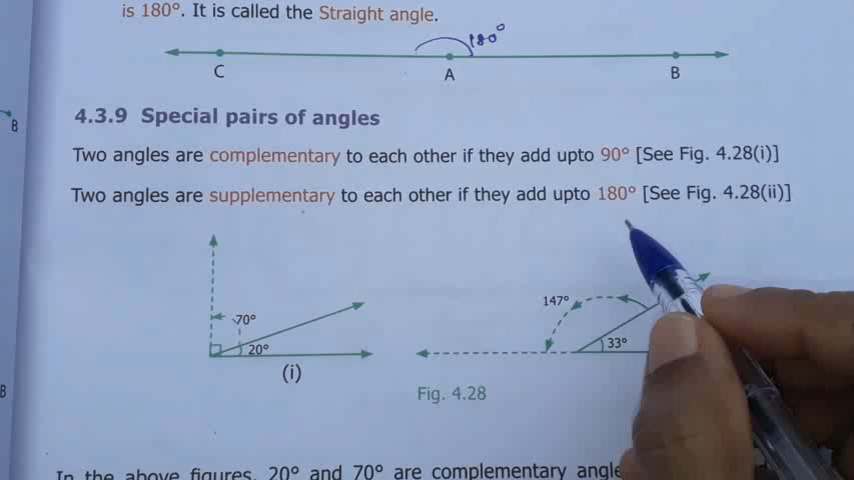 is 180°. It is called the Straight angle.
180°
C
A
B
B
4.3.9 Special pairs of angles
Two angles are complementary to each other if they add upto 90° [See Fig. 4.28(i)]
Two angles are supplementary to each other if they add upto 180° [See Fig. 4.28(ii)]
70°
20°
(i)
147°
33°
Fig. 4.28
B
In the above figures, 20° and 70° are complementary angle